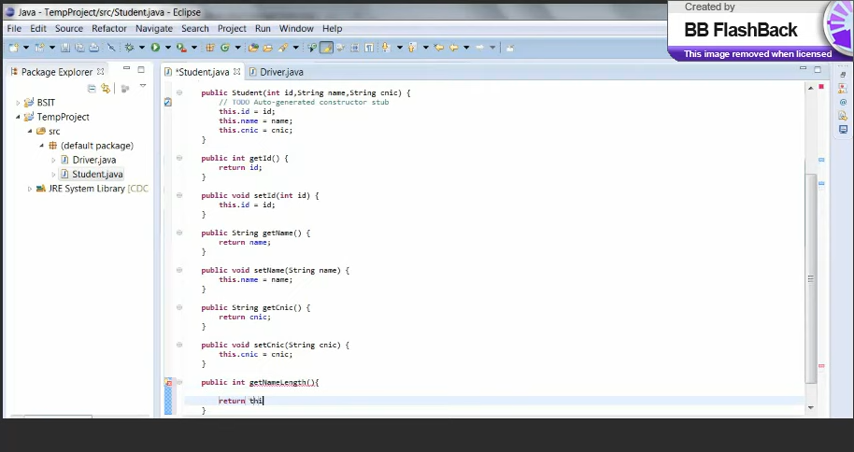 Java - TempProject/src/Student.java - Eclipse
Created by
BB FlashBack
This image removed when licensed
File Edit Source Refactor Navigate Search Project Run Window Help
Package Explorer
*Student.java
Driver.java
BSIT
TempProject
src
(default package)
Driver.java
Student.java
JRE System Library [CDC
public Student(int id,String name,String cnic) {
// TODO Auto-generated constructor stub
this.id = id;
this.name = name;
this.cnic = cnic;
}
public int getId() {
return id;
}
public void setId(int id) {
this.id = id;
}
public String getName() {
return name;
}
public void setName(String name) {
this.name = name;
}
public String getCnic() {
return cnic;
}
public void setCnic(String cnic) {
this.cnic = cnic;
}
public int getNameLength(){
return thi
}